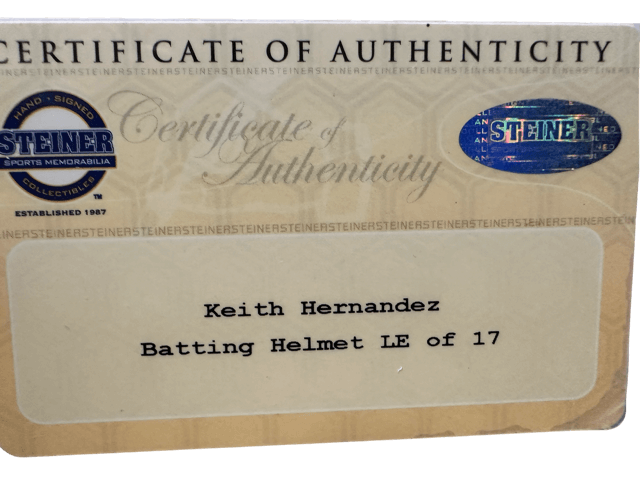 CERTIFICATE OF AUTHENTICITY
HAND · SIGNED
STEINER
SPORTS MEMORABILIA
COLLECTIBLES
TM
ESTABLISHED 1987
Certificate of
Authenticity
STEINER
Keith Hernandez
Batting Helmet LE of 17